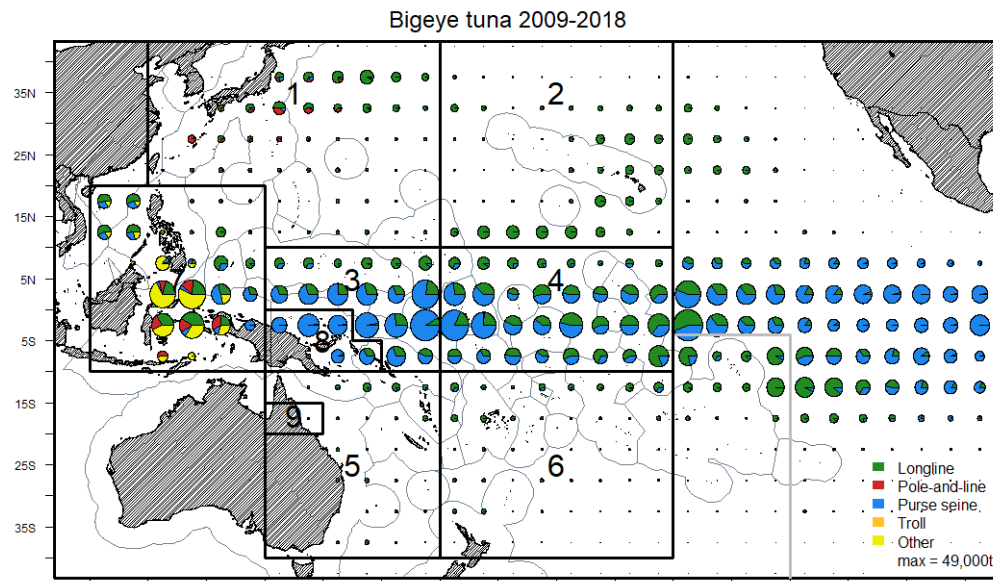 Bigeye tuna 2009-2018
35N
25N
15N
5N
5S
15S
25S
35S
1
2
3
4
7
8
9
5
6
Longline
Pole-and-line
Purse seine
Troll
Other
max = 49,000t